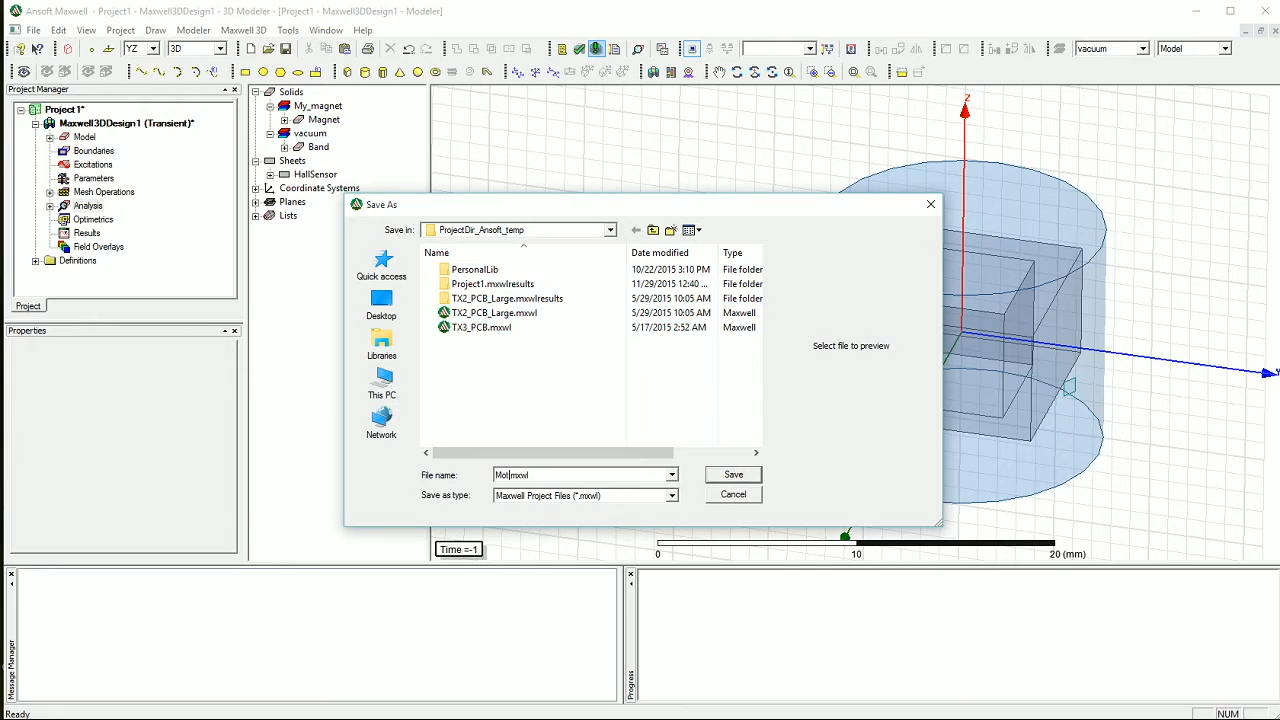 Ansoft Maxwell - Project1 - Maxwell3DDesign1 - 3D Modeler - [Project1 - Maxwell3DDesign1 - Modeler]
File Edit View Project Draw Modeler Maxwell 3D Tools Window Help
YZ 3D vacuum Model
Project Manager
Project1*
Maxwell3DDesign1 (Transient)*
Model
Boundaries
Excitations
Parameters
Mesh Operations
Analysis
Optimetrics
Results
Field Overlays
Definitions
Project
Properties
Solids
My_magnet
Magnet
vacuum
Band
Sheets
HallSensor
Coordinate Systems
Planes
Lists
Z
Save As
Save in: ProjectDir_Ansoft_temp
Quick access
Desktop
Libraries
This PC
Network
Name Date modified Type
PersonalLib 10/22/2015 3:10 PM File folder
Project1.mxwlresults 11/29/2015 12:40 ... File folder
TX2_PCB_Large.mxwlresults 5/29/2015 10:05 AM File folder
TX2_PCB_Large.mxwl 5/29/2015 10:05 AM Maxwell
TX3_PCB.mxwl 5/17/2015 2:52 AM Maxwell
Select file to preview
File name: Mot.mxwl Save
Save as type: Maxwell Project Files (*.mxwl) Cancel
Time =-1
0 10 20 (mm)
Message Manager
Progress
Ready
NUM